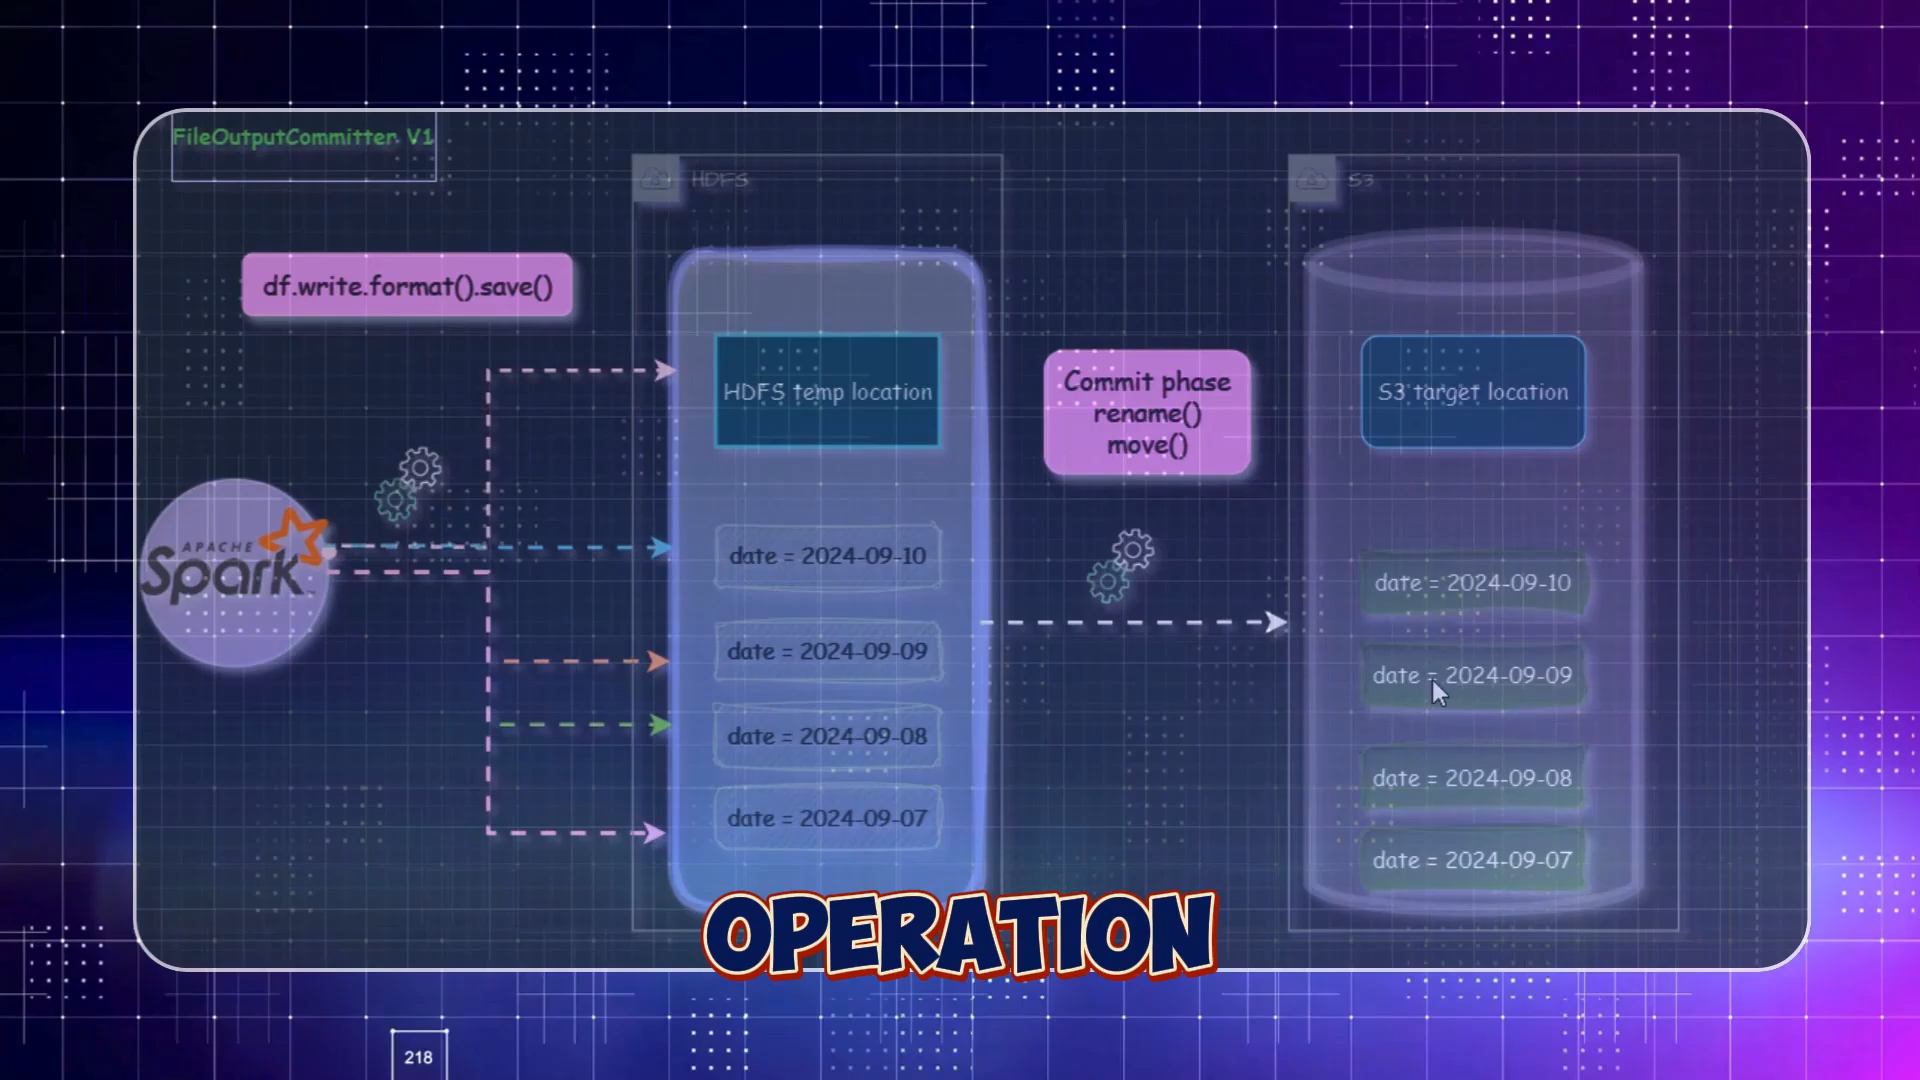 FileOutputCommitter V1
HDFS
S3
df.write.format().save()
HDFS temp location
Commit phase
rename()
move()
S3 target location
APACHE
Spark
date = 2024-09-10
date = 2024-09-09
date = 2024-09-08
date = 2024-09-07
date = 2024-09-10
date = 2024-09-09
date = 2024-09-08
date = 2024-09-07
OPERATION
218